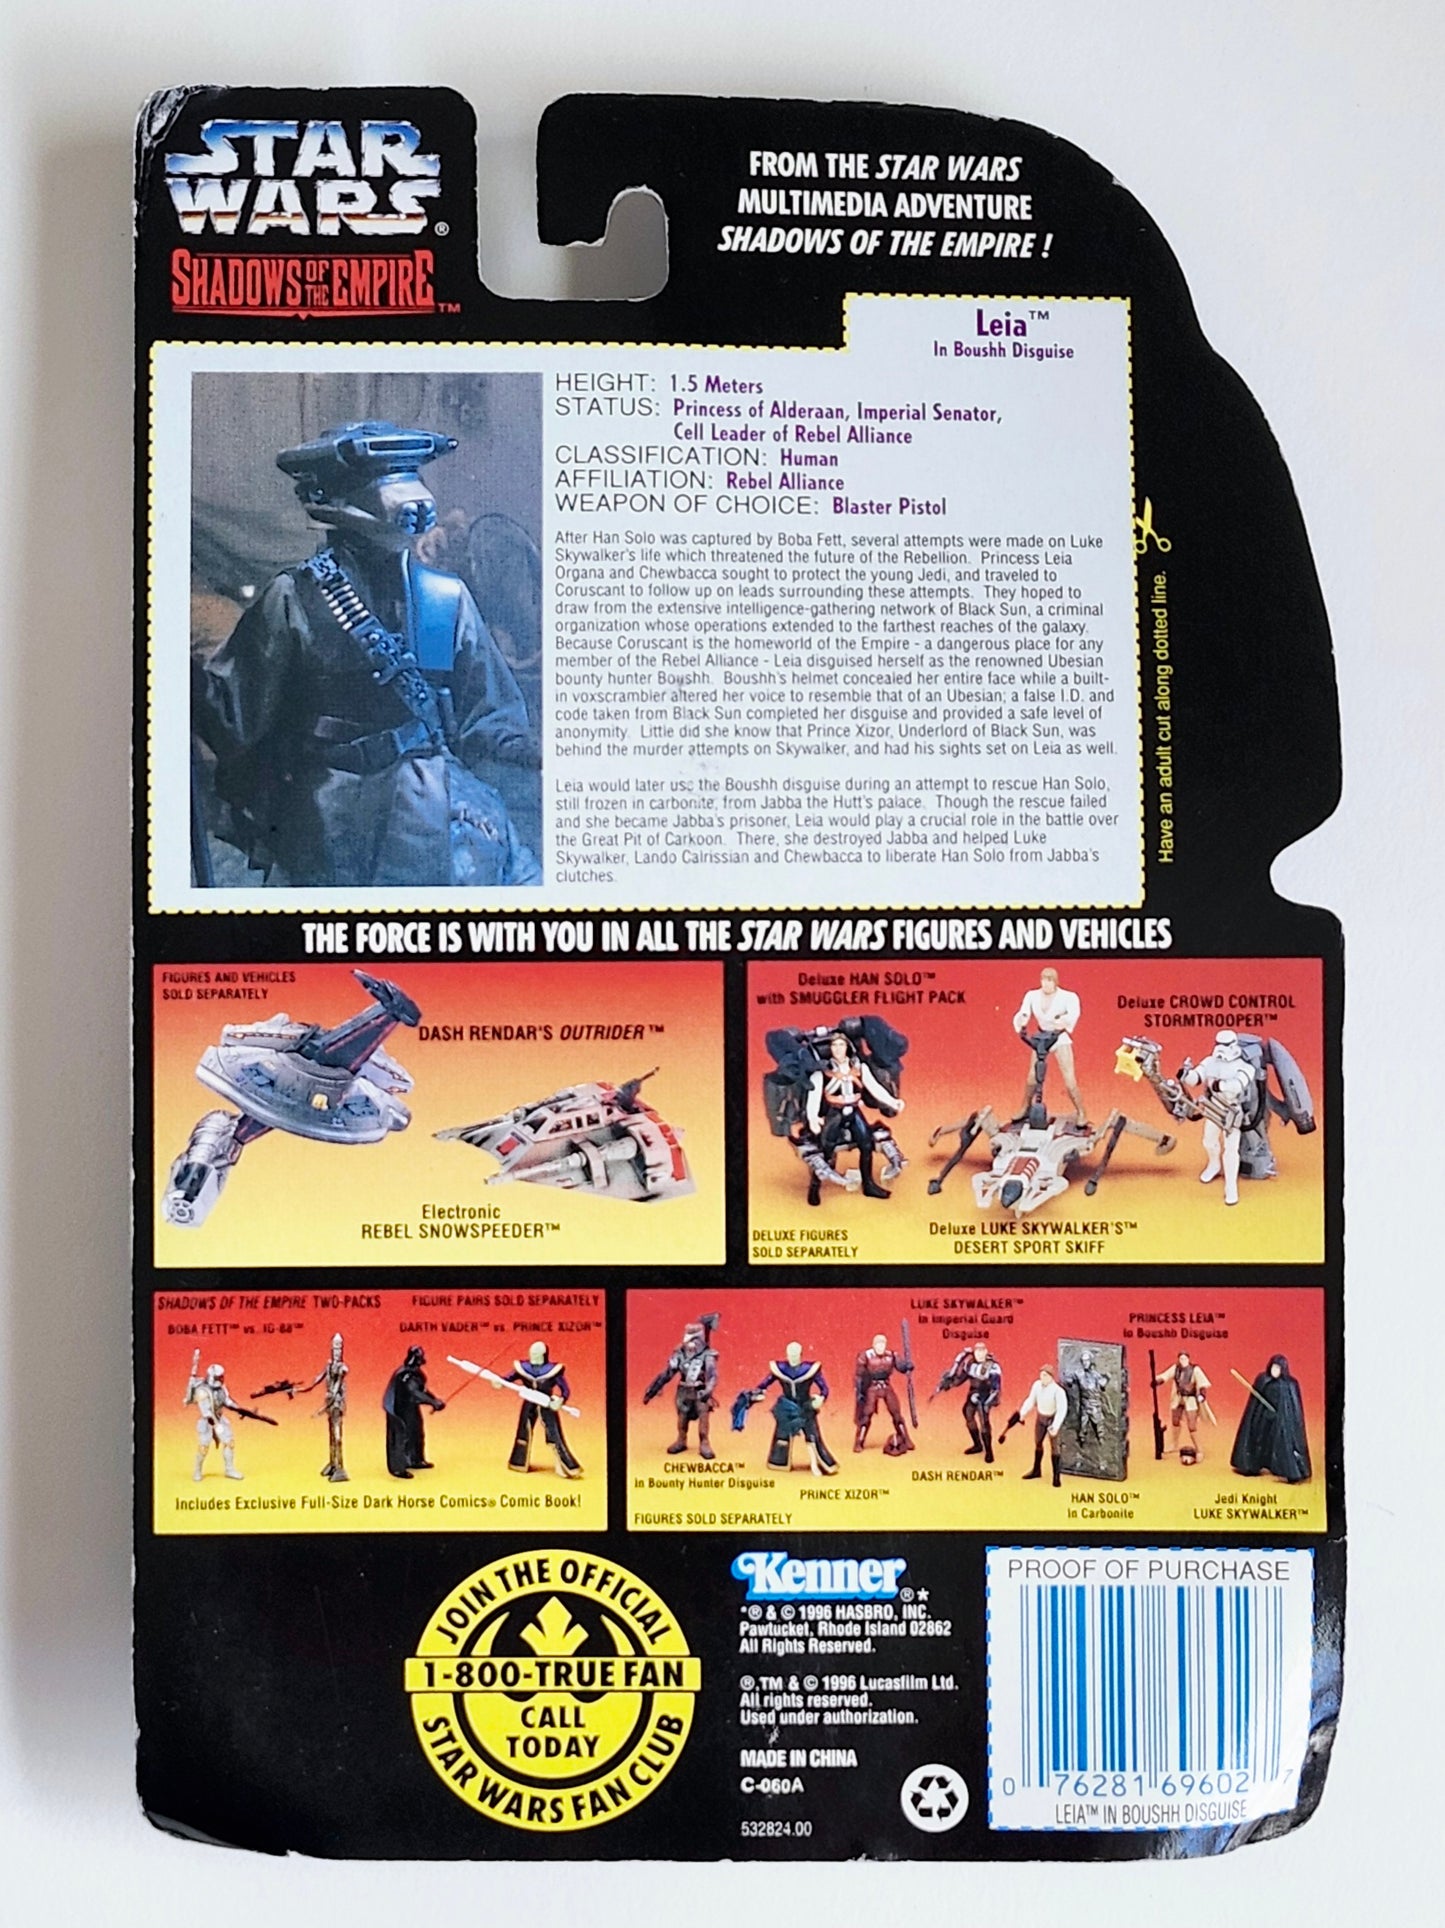 STAR
WARS®
SHADOWS OF THE EMPIRE™
FROM THE STAR WARS
MULTIMEDIA ADVENTURE
SHADOWS OF THE EMPIRE !
Leia™
In Boushh Disguise
HEIGHT: 1.5 Meters
STATUS: Princess of Alderaan, Imperial Senator,
Cell Leader of Rebel Alliance
CLASSIFICATION: Human
AFFILIATION: Rebel Alliance
WEAPON OF CHOICE: Blaster Pistol
After Han Solo was captured by Boba Fett, several attempts were made on Luke
Skywalker's life which threatened the future of the Rebellion. Princess Leia
Organa and Chewbacca sought to protect the young Jedi, and traveled to
Coruscant to follow up on leads surrounding these attempts. They hoped to
draw from the extensive intelligence-gathering network of Black Sun, a criminal
organization whose operations extended to the farthest reaches of the galaxy.
Because Coruscant is the homeworld of the Empire - a dangerous place for any
member of the Rebel Alliance - Leia disguised herself as the renowned Ubesian
bounty hunter Boushh. Boushh's helmet concealed her entire face while a built-
in voxscrambler altered her voice to resemble that of an Ubesian; a false I.D. and
code taken from Black Sun completed her disguise and provided a safe level of
anonymity. Little did she know that Prince Xizor, Underlord of Black Sun, was
behind the murder attempts on Skywalker, and had his sights set on Leia as well.
Leia would later use the Boushh disguise during an attempt to rescue Han Solo,
still frozen in carbonite, from Jabba the Hutt's palace. Though the rescue failed
and she became Jabba's prisoner, Leia would play a crucial role in the battle over
the Great Pit of Carkoon. There, she destroyed Jabba and helped Luke
Skywalker, Lando Calrissian and Chewbacca to liberate Han Solo from Jabba's
clutches.
Have an adult cut along dotted line.
THE FORCE IS WITH YOU IN ALL THE STAR WARS FIGURES AND VEHICLES
FIGURES AND VEHICLES
SOLD SEPARATELY
DASH RENDAR'S OUTRIDER™
Electronic
REBEL SNOWSPEEDER™
Deluxe HAN SOLO™
with SMUGGLER FLIGHT PACK
Deluxe CROWD CONTROL
STORMTROOPER™
DELUXE FIGURES
SOLD SEPARATELY
Deluxe LUKE SKYWALKER'S™
DESERT SPORT SKIFF
SHADOWS OF THE EMPIRE TWO-PACKS
FIGURE PAIRS SOLD SEPARATELY
BOBA FETT™ vs. IG-88™
DARTH VADER™ vs. PRINCE XIZOR™
Includes Exclusive Full-Size Dark Horse Comics® Comic Book!
LUKE SKYWALKER™
In Imperial Guard
Disguise
PRINCESS LEIA™
In Boushh Disguise
CHEWBACCA™
in Bounty Hunter Disguise
PRINCE XIZOR™
DASH RENDAR™
HAN SOLO™
In Carbonite
Jedi Knight
LUKE SKYWALKER™
FIGURES SOLD SEPARATELY
JOIN THE OFFICIAL
1-800-TRUE FAN
CALL
TODAY
STAR WARS FAN CLUB
Kenner®*
*® & © 1996 HASBRO, INC.
Pawtucket, Rhode Island 02862
All Rights Reserved.
®,TM & © 1996 Lucasfilm Ltd.
All rights reserved.
Used under authorization.
MADE IN CHINA
C-060A
532824.00
PROOF OF PURCHASE
0 76281 69602 7
LEIA™ IN BOUSHH DISGUISE